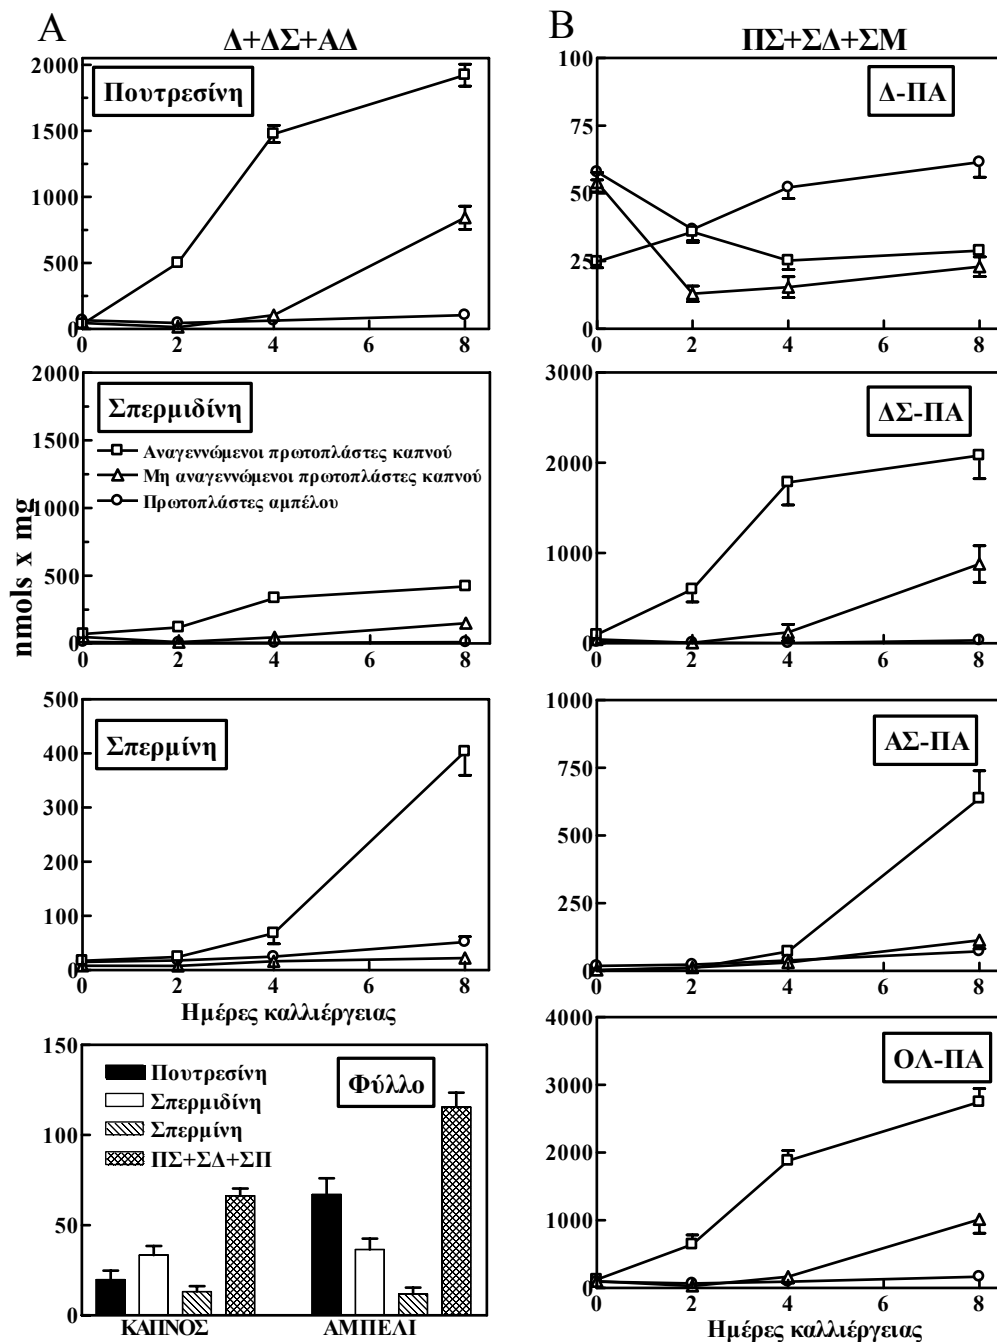 A
Δ+ΔΣ+ΑΔ
2000
1500
1000
500
0
Πουτρεσίνη
0 2 4 6 8
2000
1500
1000
500
0
Σπερμιδίνη
Αναγεννώμενοι πρωτοπλάστες καπνού
Μη αναγεννώμενοι πρωτοπλάστες καπνού
Πρωτοπλάστες αμπέλου
0 2 4 6 8
nmols x mg
500
400
300
200
100
0
Σπερμίνη
0 2 4 6 8
Ημέρες καλλιέργειας
150
100
50
0
Φύλλο
Πουτρεσίνη
Σπερμιδίνη
Σπερμίνη
ΠΣ+ΣΔ+ΣΠ
ΚΑΠΝΟΣ ΑΜΠΕΛΙ
B
ΠΣ+ΣΔ+ΣΜ
100
75
50
25
0
Δ-ΠΑ
0 2 4 6 8
3000
2000
1000
0
ΔΣ-ΠΑ
0 2 4 6 8
1000
750
500
250
0
ΑΣ-ΠΑ
0 2 4 6 8
4000
3000
2000
1000
0
ΟΛ-ΠΑ
0 2 4 6 8
Ημέρες καλλιέργειας